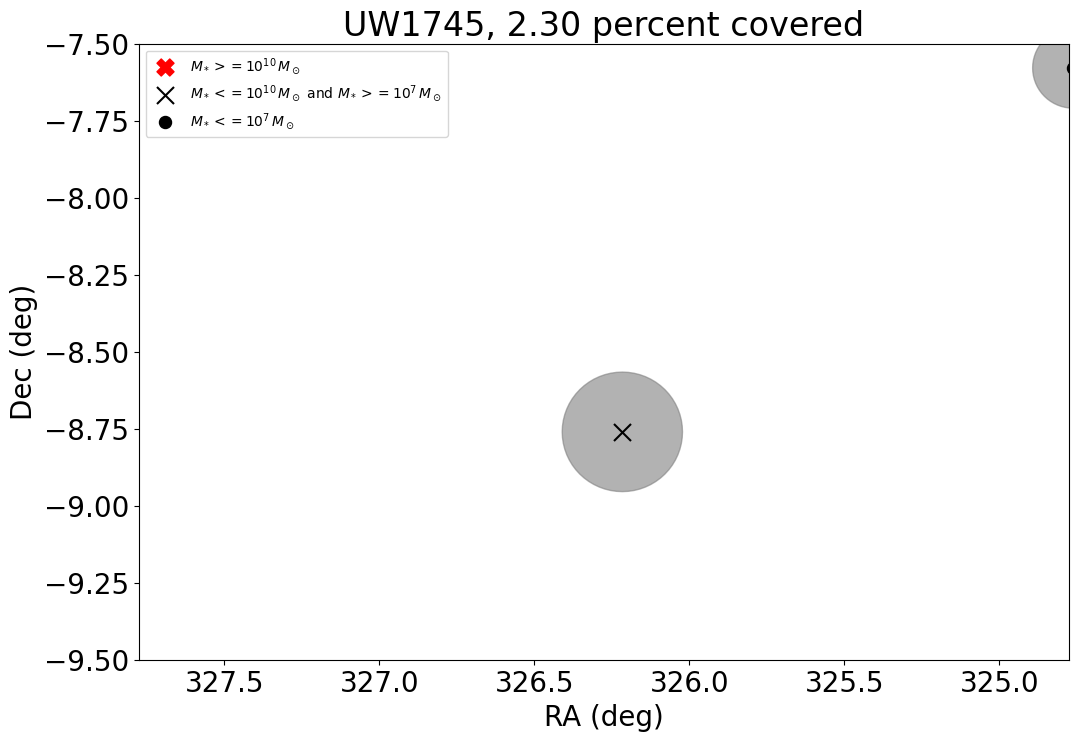 UW1745, 2.30 percent covered
−7.50
−7.75
−8.00
−8.25
−8.50
−8.75
−9.00
−9.25
−9.50
Dec (deg)
M* >= 10^10 M⊙
M* <= 10^10 M⊙ and M* >= 10^7 M⊙
M* <= 10^7 M⊙
327.5 327.0 326.5 326.0 325.5 325.0
RA (deg)